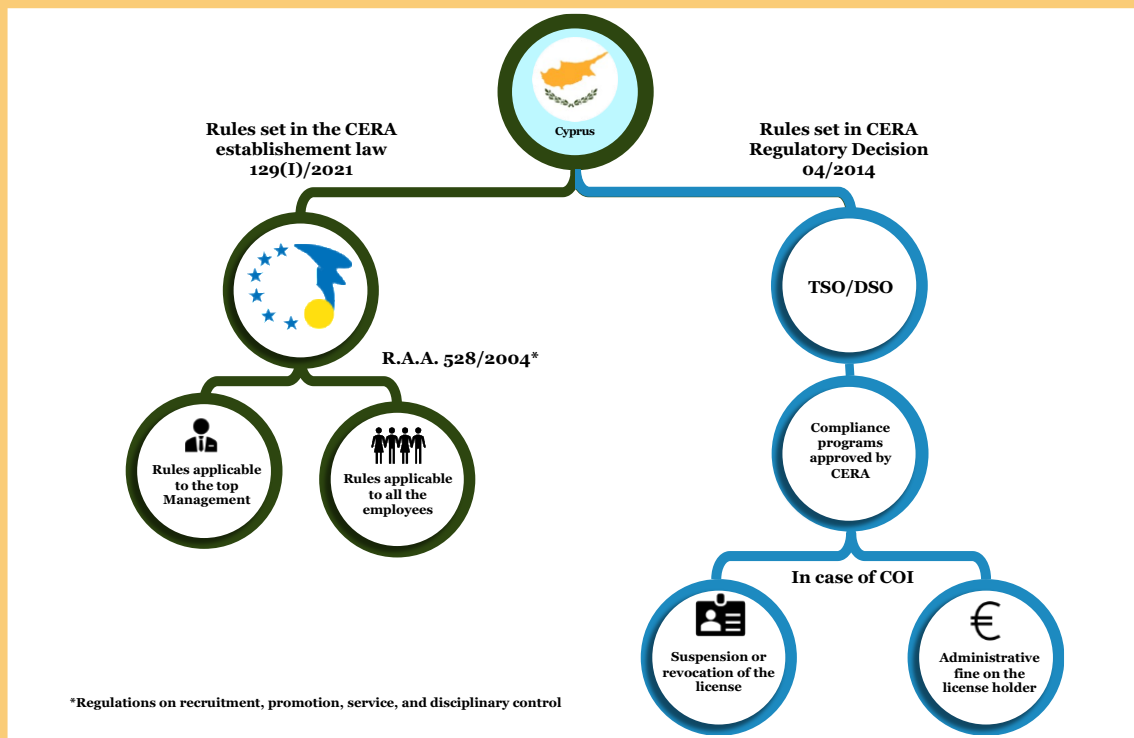 Cyprus
Rules set in the CERA
establishement law
129(I)/2021
Rules set in CERA
Regulatory Decision
04/2014
TSO/DSO
R.A.A. 528/2004*
Rules applicable
to the top
Management
Rules applicable
to all the
employees
Compliance
programs
approved by
CERA
In case of COI
Suspension or
revocation of the
license
€
Administrative
fine on the
license holder
*Regulations on recruitment, promotion, service, and disciplinary control